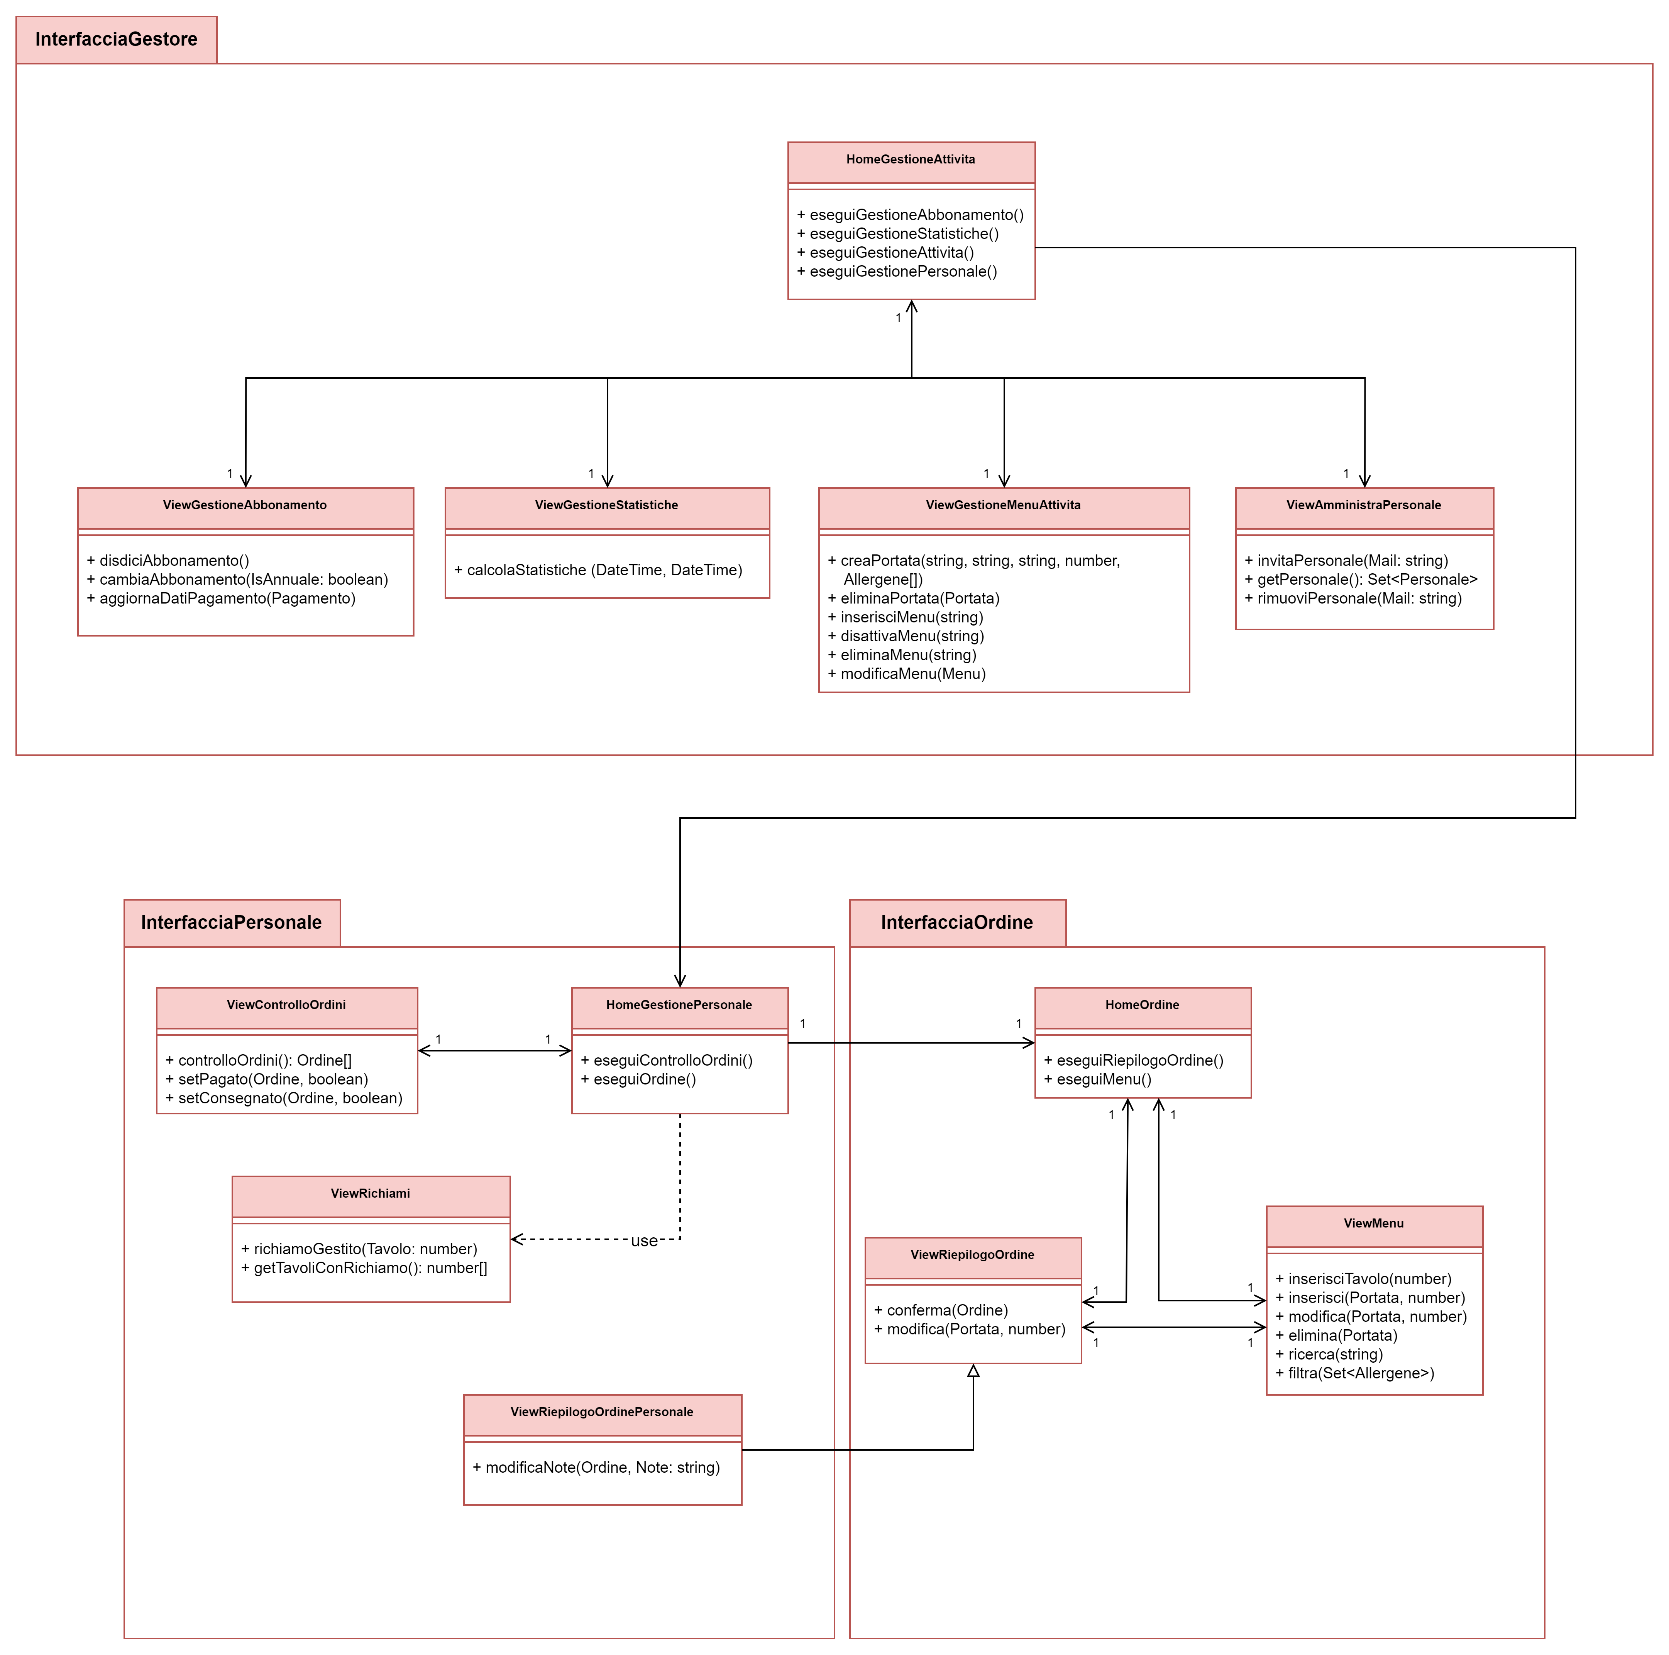 InterfacciaGestore
HomeGestioneAttivita
+ eseguiGestioneAbbonamento()
+ eseguiGestioneStatistiche()
+ eseguiGestioneAttivita()
+ eseguiGestionePersonale()
1
1
1
1
1
ViewGestioneAbbonamento
+ disdiciAbbonamento()
+ cambiaAbbonamento(IsAnnuale: boolean)
+ aggiornaDatiPagamento(Pagamento)
ViewGestioneStatistiche
+ calcolaStatistiche (DateTime, DateTime)
ViewGestioneMenuAttivita
+ creaPortata(string, string, string, number,
Allergene[])
+ eliminaPortata(Portata)
+ inserisciMenu(string)
+ disattivaMenu(string)
+ eliminaMenu(string)
+ modificaMenu(Menu)
ViewAmministraPersonale
+ invitaPersonale(Mail: string)
+ getPersonale(): Set<Personale>
+ rimuoviPersonale(Mail: string)
InterfacciaPersonale
ViewControlloOrdini
+ controlloOrdini(): Ordine[]
+ setPagato(Ordine, boolean)
+ setConsegnato(Ordine, boolean)
1
1
HomeGestionePersonale
+ eseguiControlloOrdini()
+ eseguiOrdine()
1
1
ViewRichiami
+ richiamoGestito(Tavolo: number)
+ getTavoliConRichiamo(): number[]
use
ViewRiepilogoOrdinePersonale
+ modificaNote(Ordine, Note: string)
InterfacciaOrdine
HomeOrdine
+ eseguiRiepilogoOrdine()
+ eseguiMenu()
1
1
ViewRiepilogoOrdine
+ conferma(Ordine)
+ modifica(Portata, number)
1
1
1
1
ViewMenu
+ inserisciTavolo(number)
+ inserisci(Portata, number)
+ modifica(Portata, number)
+ elimina(Portata)
+ ricerca(string)
+ filtra(Set<Allergene>)